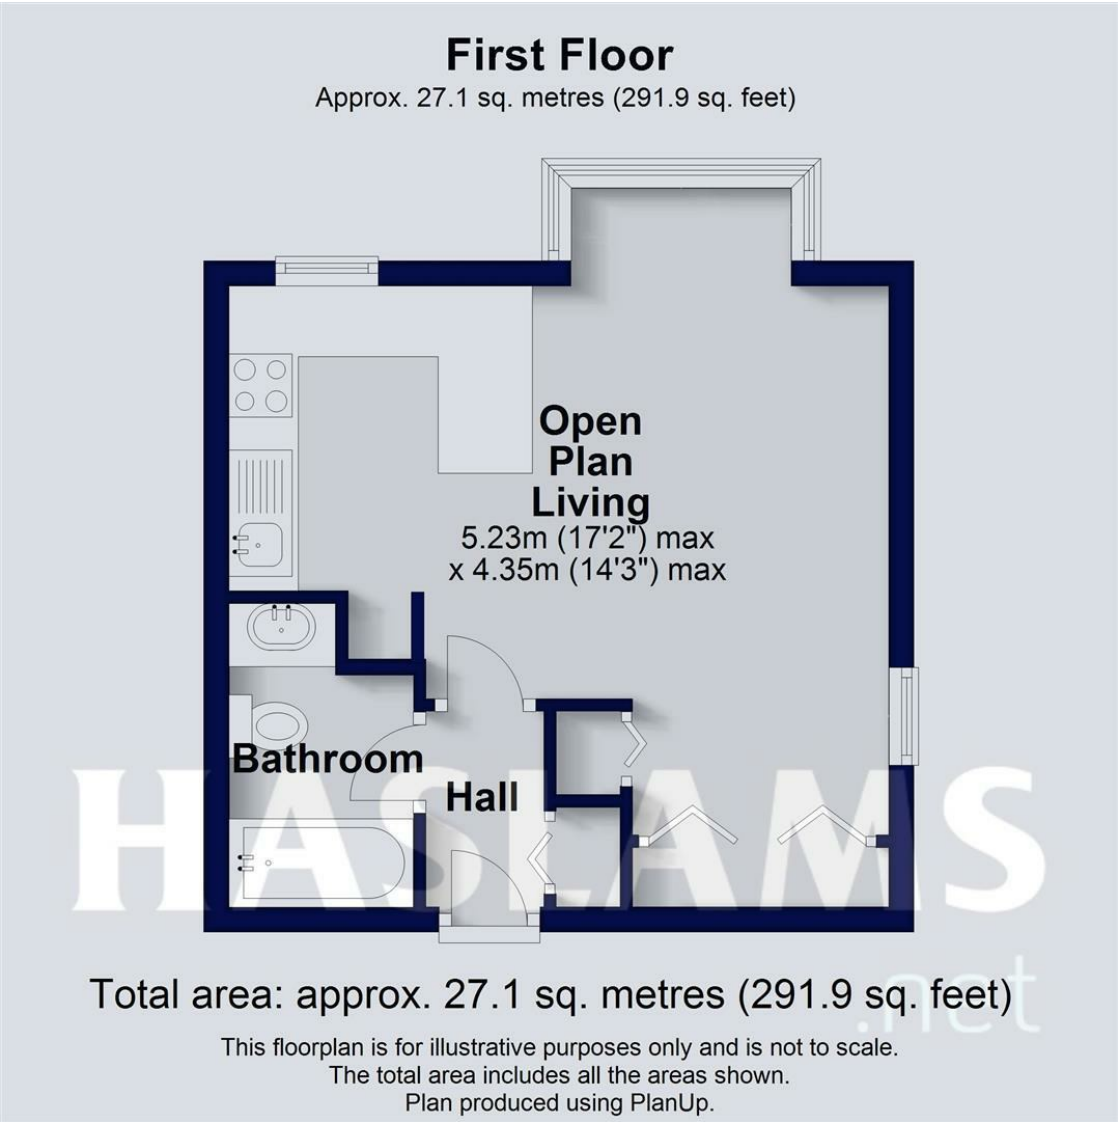 First Floor
Approx. 27.1 sq. metres (291.9 sq. feet)
Open
Plan
Living
5.23m (17'2") max
x 4.35m (14'3") max
Bathroom
Hall
HASLAMS
.net
Total area: approx. 27.1 sq. metres (291.9 sq. feet)
This floorplan is for illustrative purposes only and is not to scale.
The total area includes all the areas shown.
Plan produced using PlanUp.